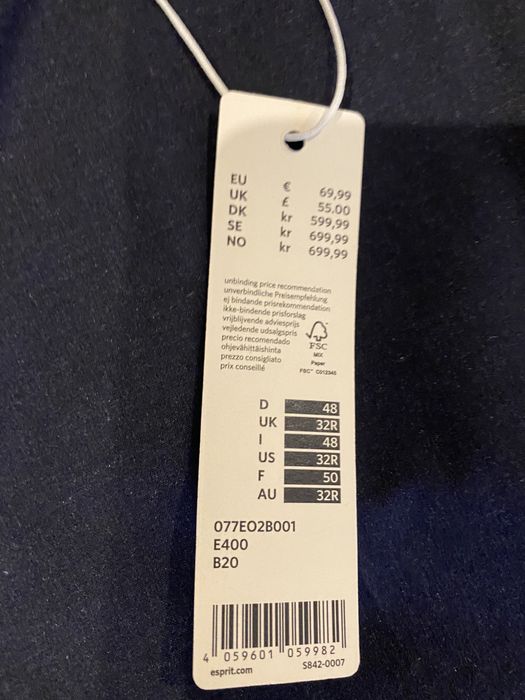 EU € 69,99
UK £ 55.00
DK kr 599,99
SE kr 699,99
NO kr 699,99
unbinding price recommendation
unverbindliche Preisempfehlung
ej bindande prisrekommendation
ikke-bindende prisforslag
vrijblijvende adviesprijs
vejledende udsalgspris
precio recomendado
ohjevähittäishinta
prezzo consigliato
prix conseillé
FSC
MIX
Paper
FSC™ C012345
D 48
UK 32R
I 48
US 32R
F 50
AU 32R
077EO2B001
E400
B20
4 059601 059982
esprit.com S842-0007